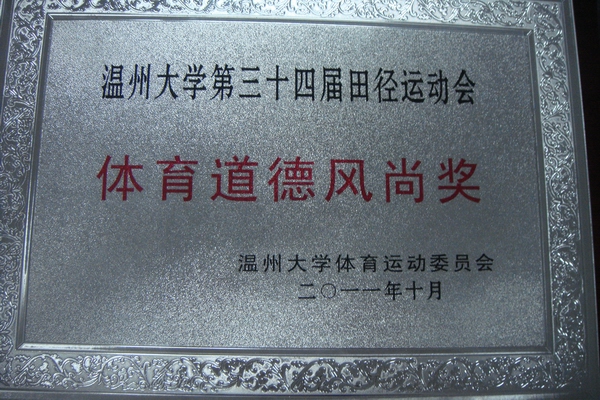 温州大学第三十四届田径运动会
体育道德风尚奖
温州大学体育运动委员会
二〇一一年十月